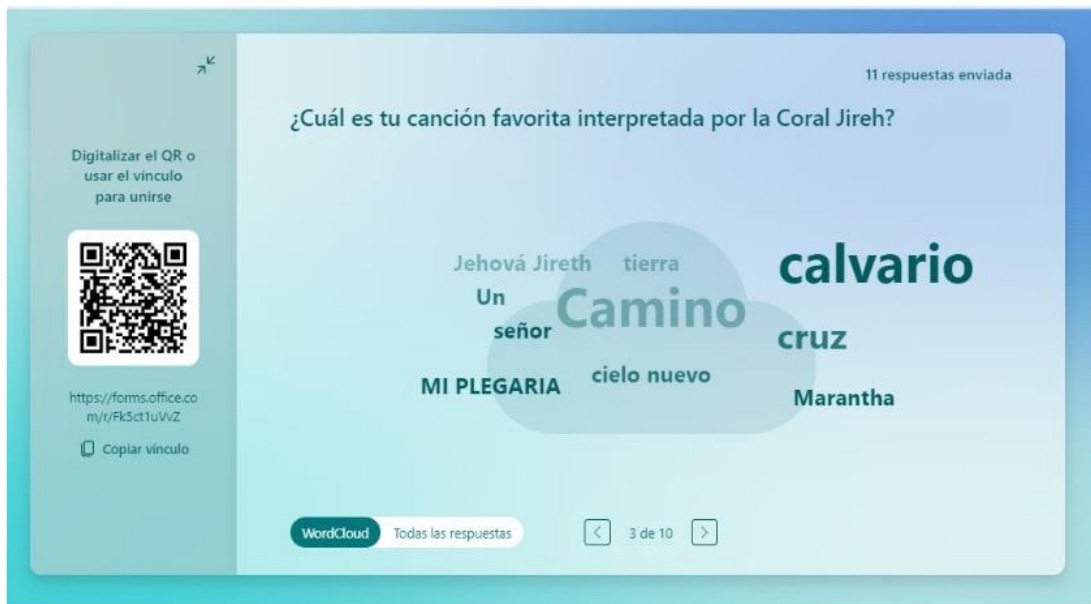 Digitalizar el QR o
usar el vínculo
para unirse
https://forms.office.co
m/r/Fk5ct1uVvZ
Copiar vínculo
11 respuestas enviada
¿Cuál es tu canción favorita interpretada por la Coral Jireh?
Jehová Jireth tierra
calvario
Un
Camino
señor
cruz
cielo nuevo
MI PLEGARIA
Marantha
WordCloud Todas las respuestas 3 de 10